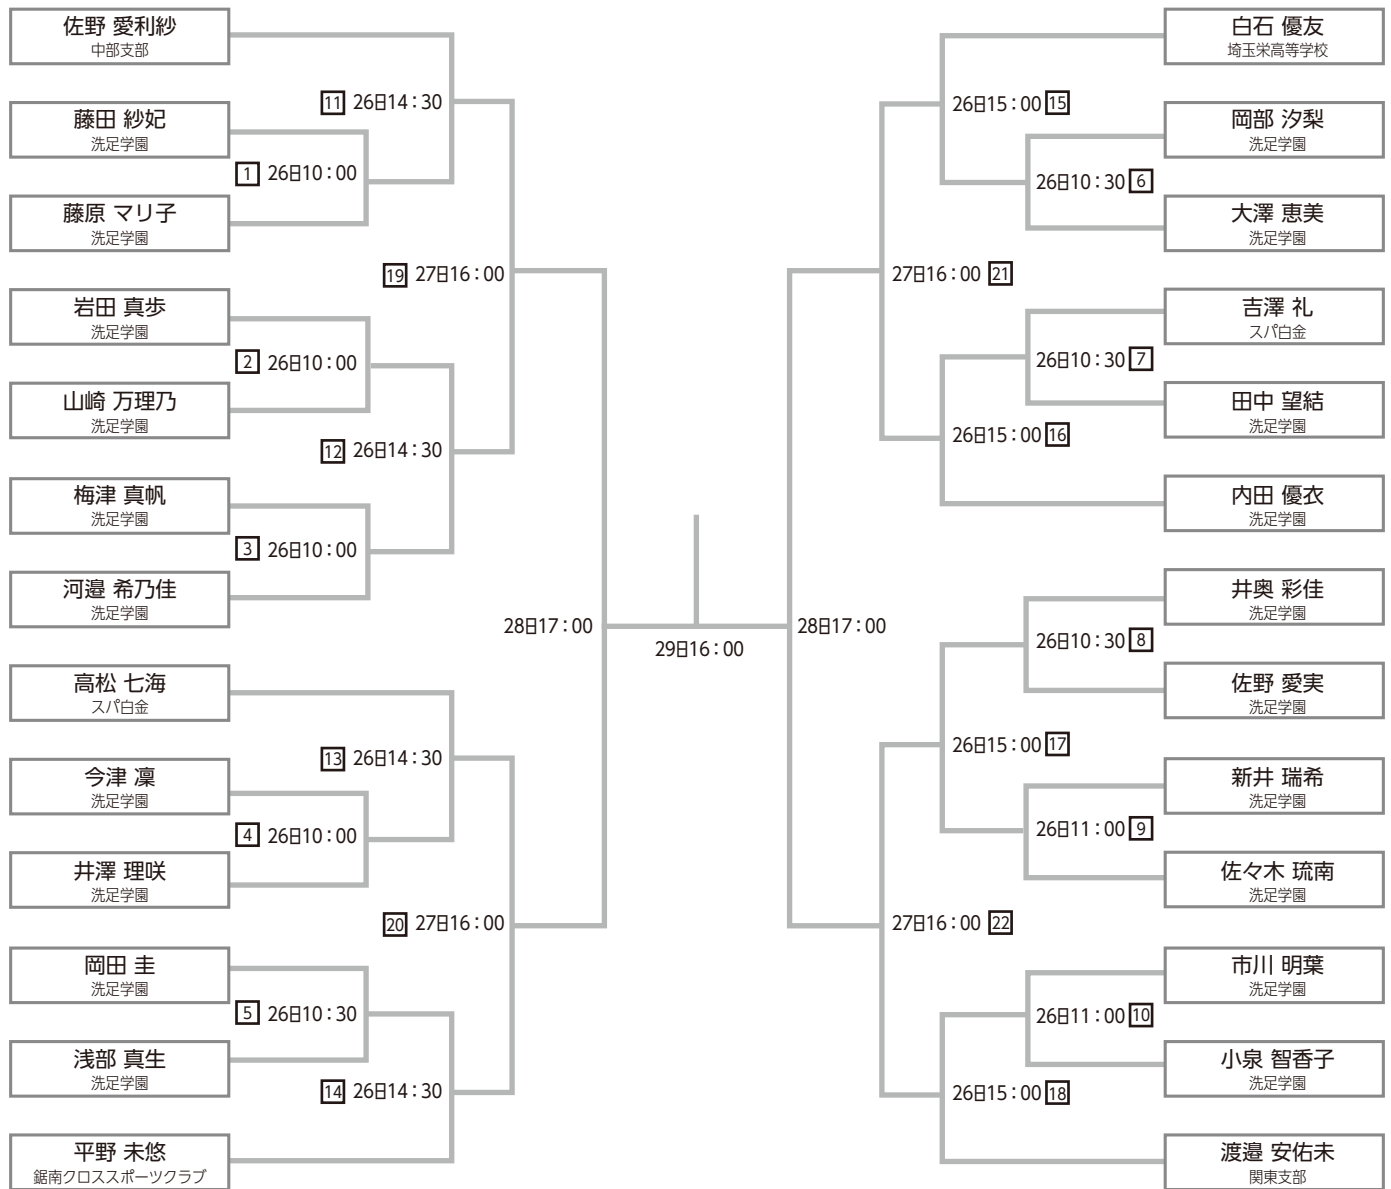 佐野 愛利紗
中部支部
藤田 紗妃
洗足学園
藤原 マリ子
洗足学園
岩田 真歩
洗足学園
山崎 万理乃
洗足学園
梅津 真帆
洗足学園
河邉 希乃佳
洗足学園
高松 七海
スパ白金
今津 凜
洗足学園
井澤 理咲
洗足学園
岡田 圭
洗足学園
浅部 真生
洗足学園
平野 未悠
鋸南クロススポーツクラブ
1 26日10:00
2 26日10:00
3 26日10:00
4 26日10:00
5 26日10:30
11 26日14:30
12 26日14:30
13 26日14:30
14 26日14:30
19 27日16:00
20 27日16:00
28日17:00
29日16:00
28日17:00
27日16:00 21
27日16:00 22
26日15:00 15
26日15:00 16
26日15:00 17
26日15:00 18
26日10:30 6
26日10:30 7
26日10:30 8
26日11:00 9
26日11:00 10
白石 優友
埼玉栄高等学校
岡部 汐梨
洗足学園
大澤 恵美
洗足学園
吉澤 礼
スパ白金
田中 望結
洗足学園
内田 優衣
洗足学園
井奥 彩佳
洗足学園
佐野 愛実
洗足学園
新井 瑞希
洗足学園
佐々木 琉南
洗足学園
市川 明葉
洗足学園
小泉 智香子
洗足学園
渡邉 安佑未
関東支部